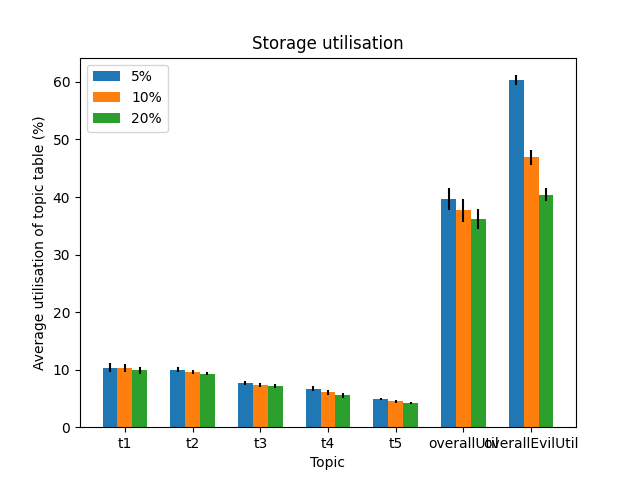 Storage utilisation
5%
10%
20%
Average utilisation of topic table (%)
60
50
40
30
20
10
0
t1 t2 t3 t4 t5 overallUtil overallEvilUtil
Topic